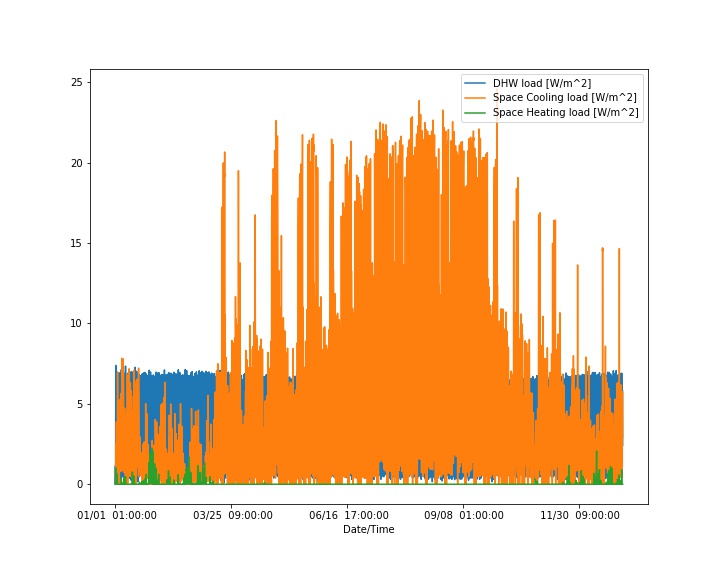 25
20
15
10
5
0
DHW load [W/m^2]
Space Cooling load [W/m^2]
Space Heating load [W/m^2]
01/01  01:00:00 03/25  09:00:00 06/16  17:00:00 09/08  01:00:00 11/30  09:00:00
Date/Time